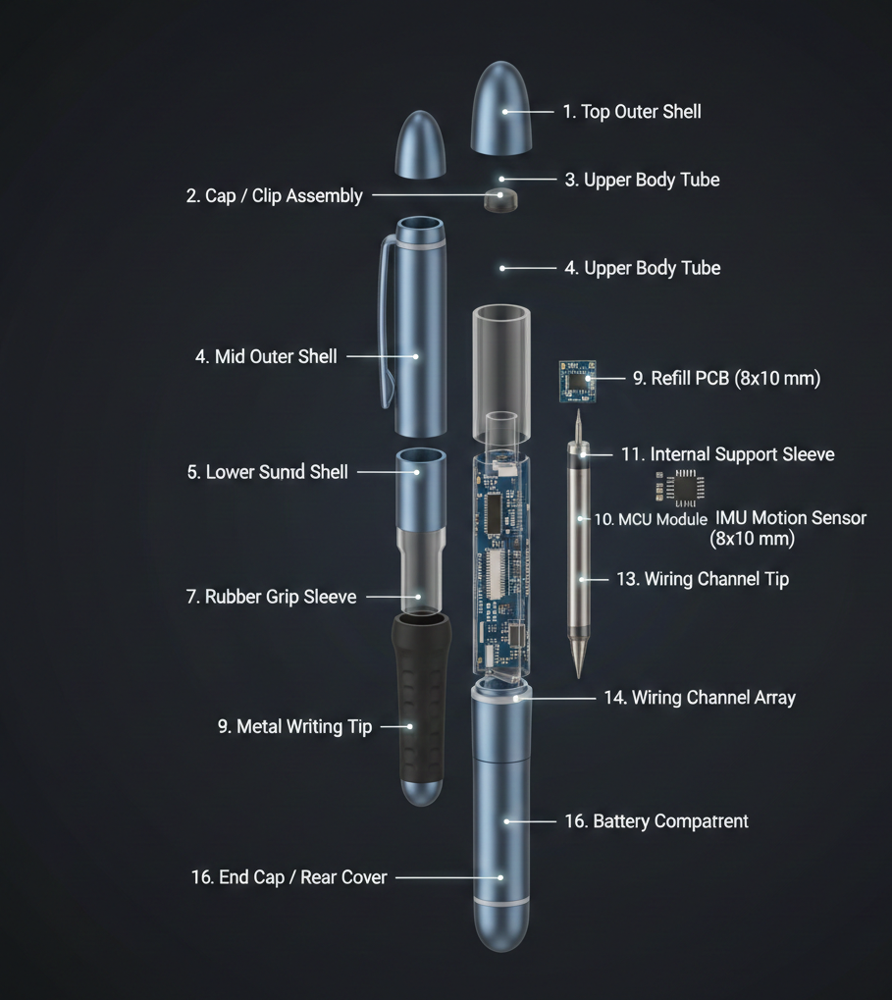 1. Top Outer Shell
3. Upper Body Tube
2. Cap / Clip Assembly
4. Upper Body Tube
4. Mid Outer Shell
9. Refill PCB (8x10 mm)
11. Internal Support Sleeve
5. Lower Sumd Shell
10. MCU Module IMU Motion Sensor
(8x10 mm)
13. Wiring Channel Tip
7. Rubber Grip Sleeve
14. Wiring Channel Array
9. Metal Writing Tip
16. Battery Compatrent
16. End Cap / Rear Cover